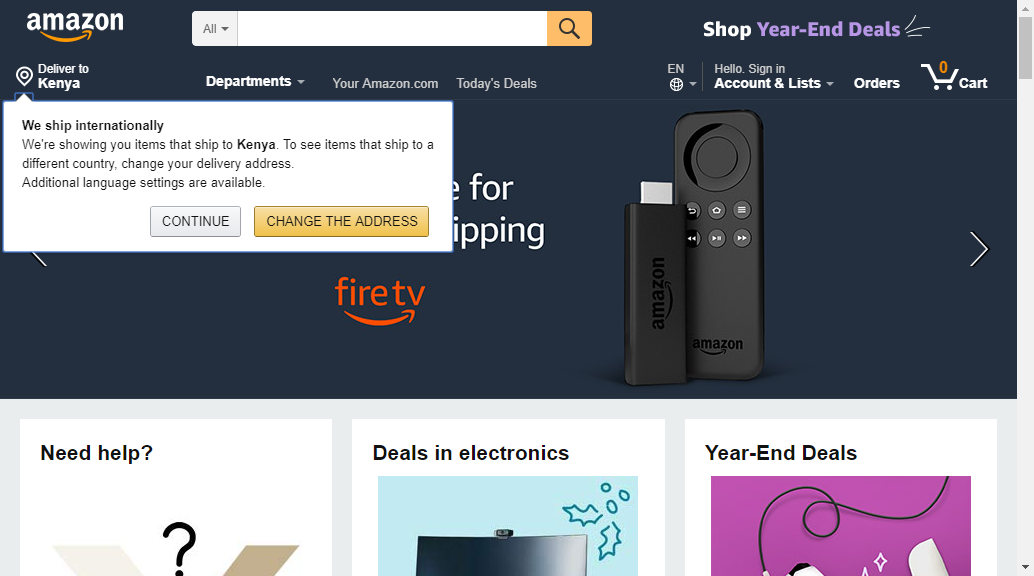 amazon
All
Shop Year-End Deals
Deliver to
Kenya
Departments
Your Amazon.com
Today's Deals
EN
Hello. Sign in
Account & Lists
Orders
0
Cart
We ship internationally
We're showing you items that ship to Kenya. To see items that ship to a
different country, change your delivery address.
Additional language settings are available.
CONTINUE
CHANGE THE ADDRESS
e for
ipping
fire tv
amazon
amazon
Need help?
Deals in electronics
Year-End Deals
?